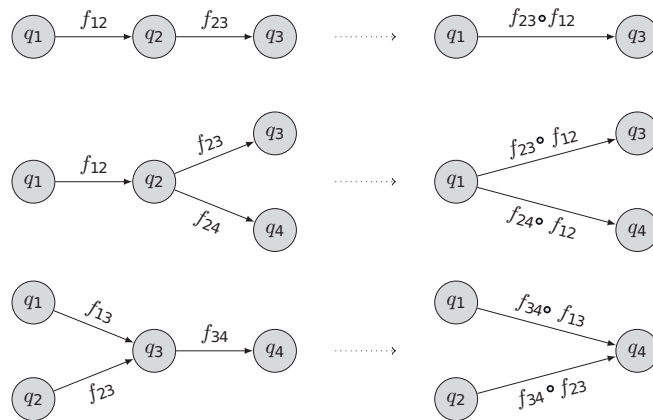 q1 f12 q2 f23 q3 f23∘f12 q1 q3
q3
f23 f23∘ f12 q3
q1 f12 q2 q1
f24 f24∘ f12
q4 q4
q1 q1
f13 f34∘ f13
q3 f34 q4 q4
f23 f34∘ f23
q2 q2